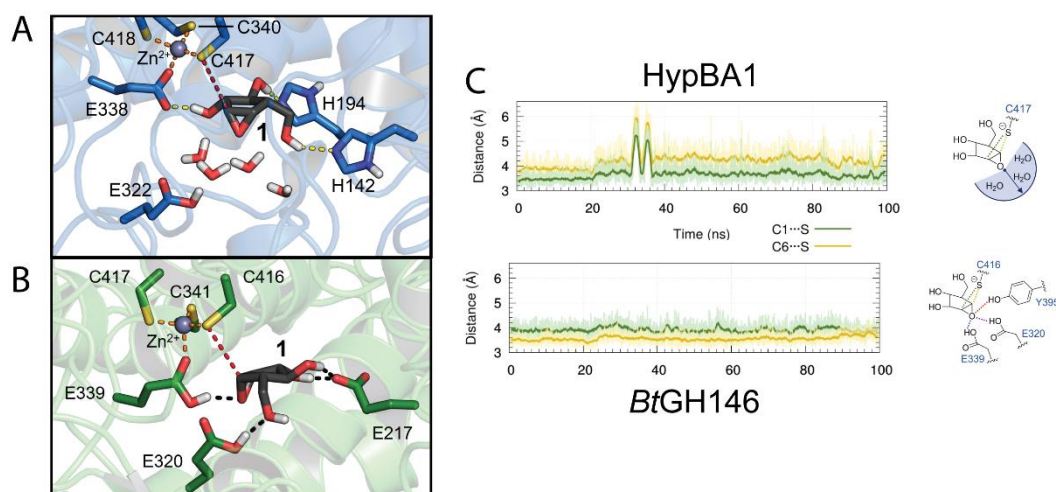 A
C418
C340
Zn2+
C417
E338
H194
1
E322
H142
B
C417
C416
C341
Zn2+
1
E339
E320
E217
C
HypBA1
Distance (Å)
6
5
4
3
0
20
40
60
80
100
Time (ns)
C1···S
C6···S
Distance (Å)
6
5
4
3
0
20
40
60
80
100
BtGH146
C417
⊖
S
HO
HO
HO
O
H2O
H2O
H2O
C416
⊖
S
HO
HO
HO
O
HO
Y395
HO
O
E320
HO
O
E339